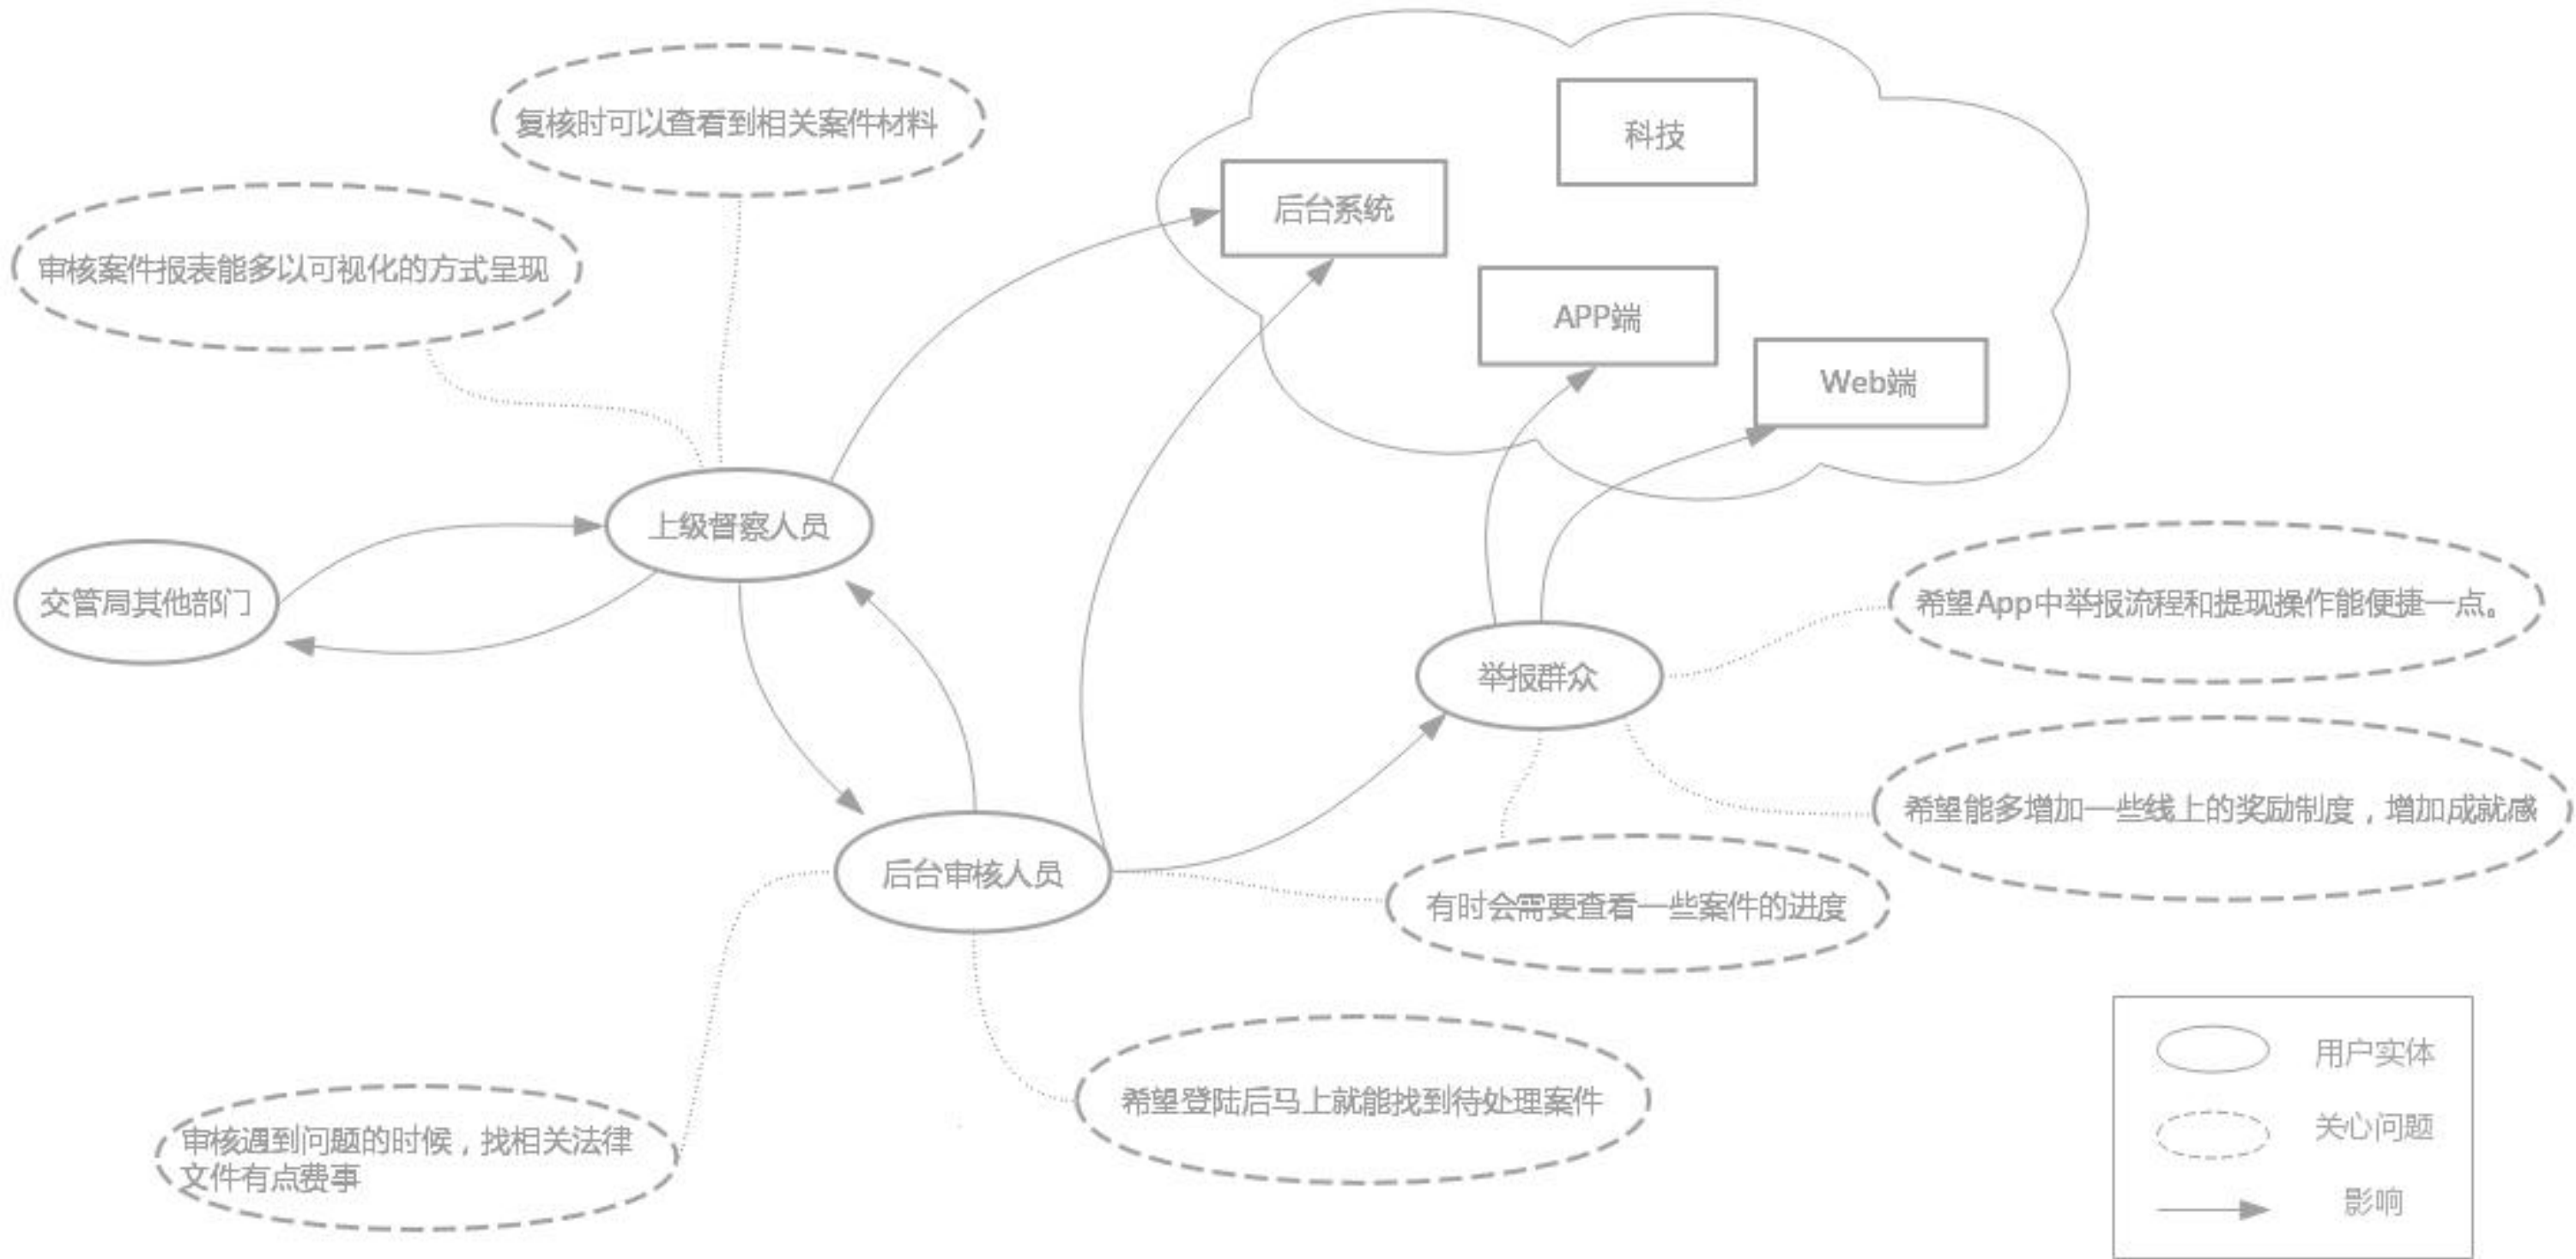 复核时可以查看到相关案件材料
科技
后台系统
审核案件报表能多以可视化的方式呈现
APP端
Web端
上级督察人员
交管局其他部门
希望App中举报流程和提现操作能便捷一点。
举报群众
希望能多增加一些线上的奖励制度，增加成就感
后台审核人员
有时会需要查看一些案件的进度
用户实体
希望登陆后马上就能找到待处理案件
关心问题
审核遇到问题的时候，找相关法律
文件有点费事
影响